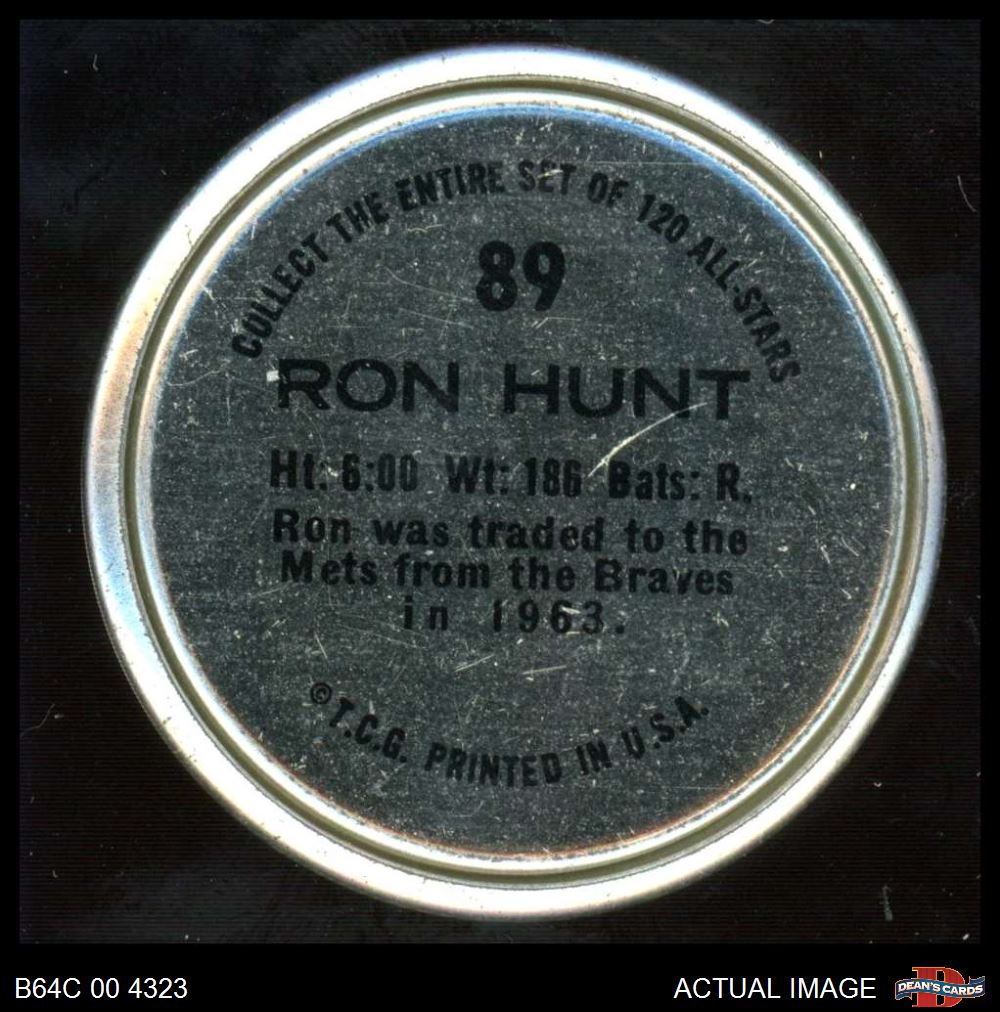 COLLECT THE ENTIRE SET OF 120 ALL-STARS
89
RON HUNT
Ht: 6:00 Wt: 186 Bats: R.
Ron was traded to the
Mets from the Braves
in 1963.
© T.C.G. PRINTED IN U.S.A.
B64C 00 4323
ACTUAL IMAGE
DEAN'S CARDS